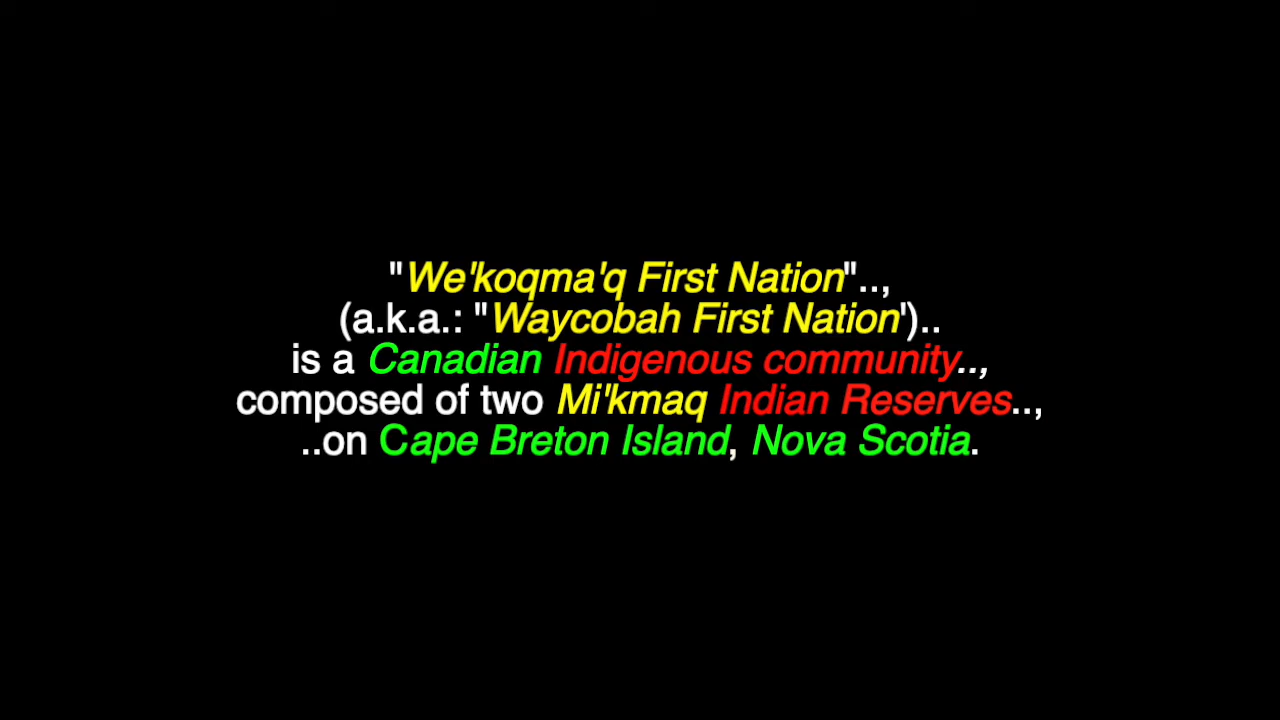 "We'koqma'q First Nation"..,
(a.k.a.: "Waycobah First Nation')..
is a Canadian Indigenous community..,
composed of two Mi'kmaq Indian Reserves..,
..on Cape Breton Island, Nova Scotia.